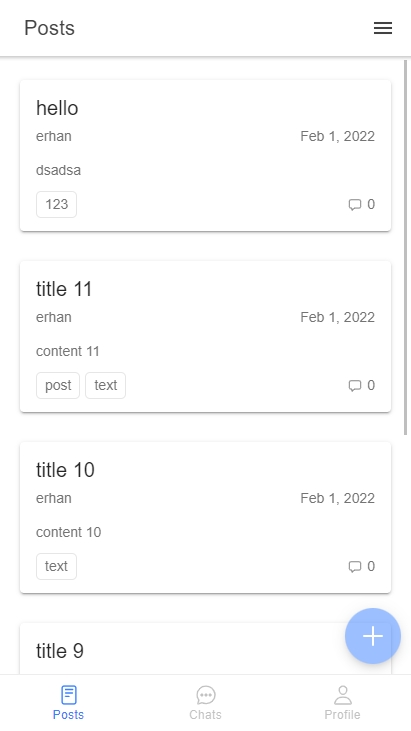 Posts
hello
erhan Feb 1, 2022
dsadsa
123 0
title 11
erhan Feb 1, 2022
content 11
post text 0
title 10
erhan Feb 1, 2022
content 10
text 0
title 9
Posts Chats Profile